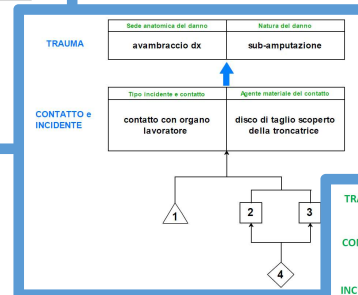 Sede anatomica del danno
Natura del danno
TRAUMA
avambraccio dx
sub-amputazione
Tipo incidente e contatto
Agente materiale del contatto
CONTATTO e
INCIDENTE
contatto con organo
lavoratore
disco di taglio scoperto
della troncatrice
1
2
3
4
TRA
CO
INC